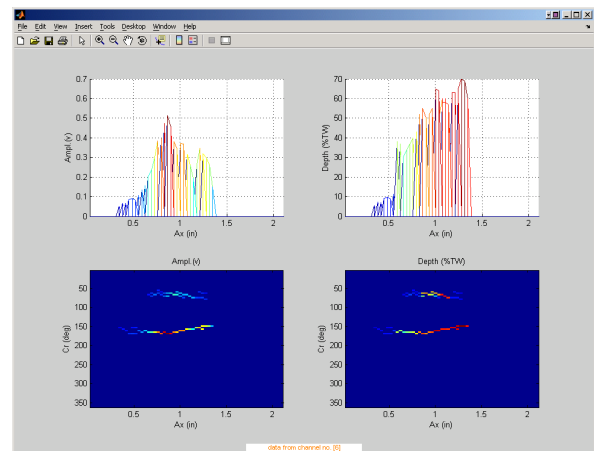 File Edit View Insert Tools Desktop Window Help
0.7
0.6
0.5
0.4
0.3
0.2
0.1
0
Ampl.(v)
0.5 1 1.5 2
Ax (in)
70
60
50
40
30
20
10
0
Depth (%TW)
0.5 1 1.5 2
Ax (in)
Ampl.(v)
50
100
150
200
250
300
350
Cr (deg)
0.5 1 1.5 2
Ax (in)
Depth (%TW)
50
100
150
200
250
300
350
Cr (deg)
0.5 1 1.5 2
Ax (in)
data from channel no. [6]